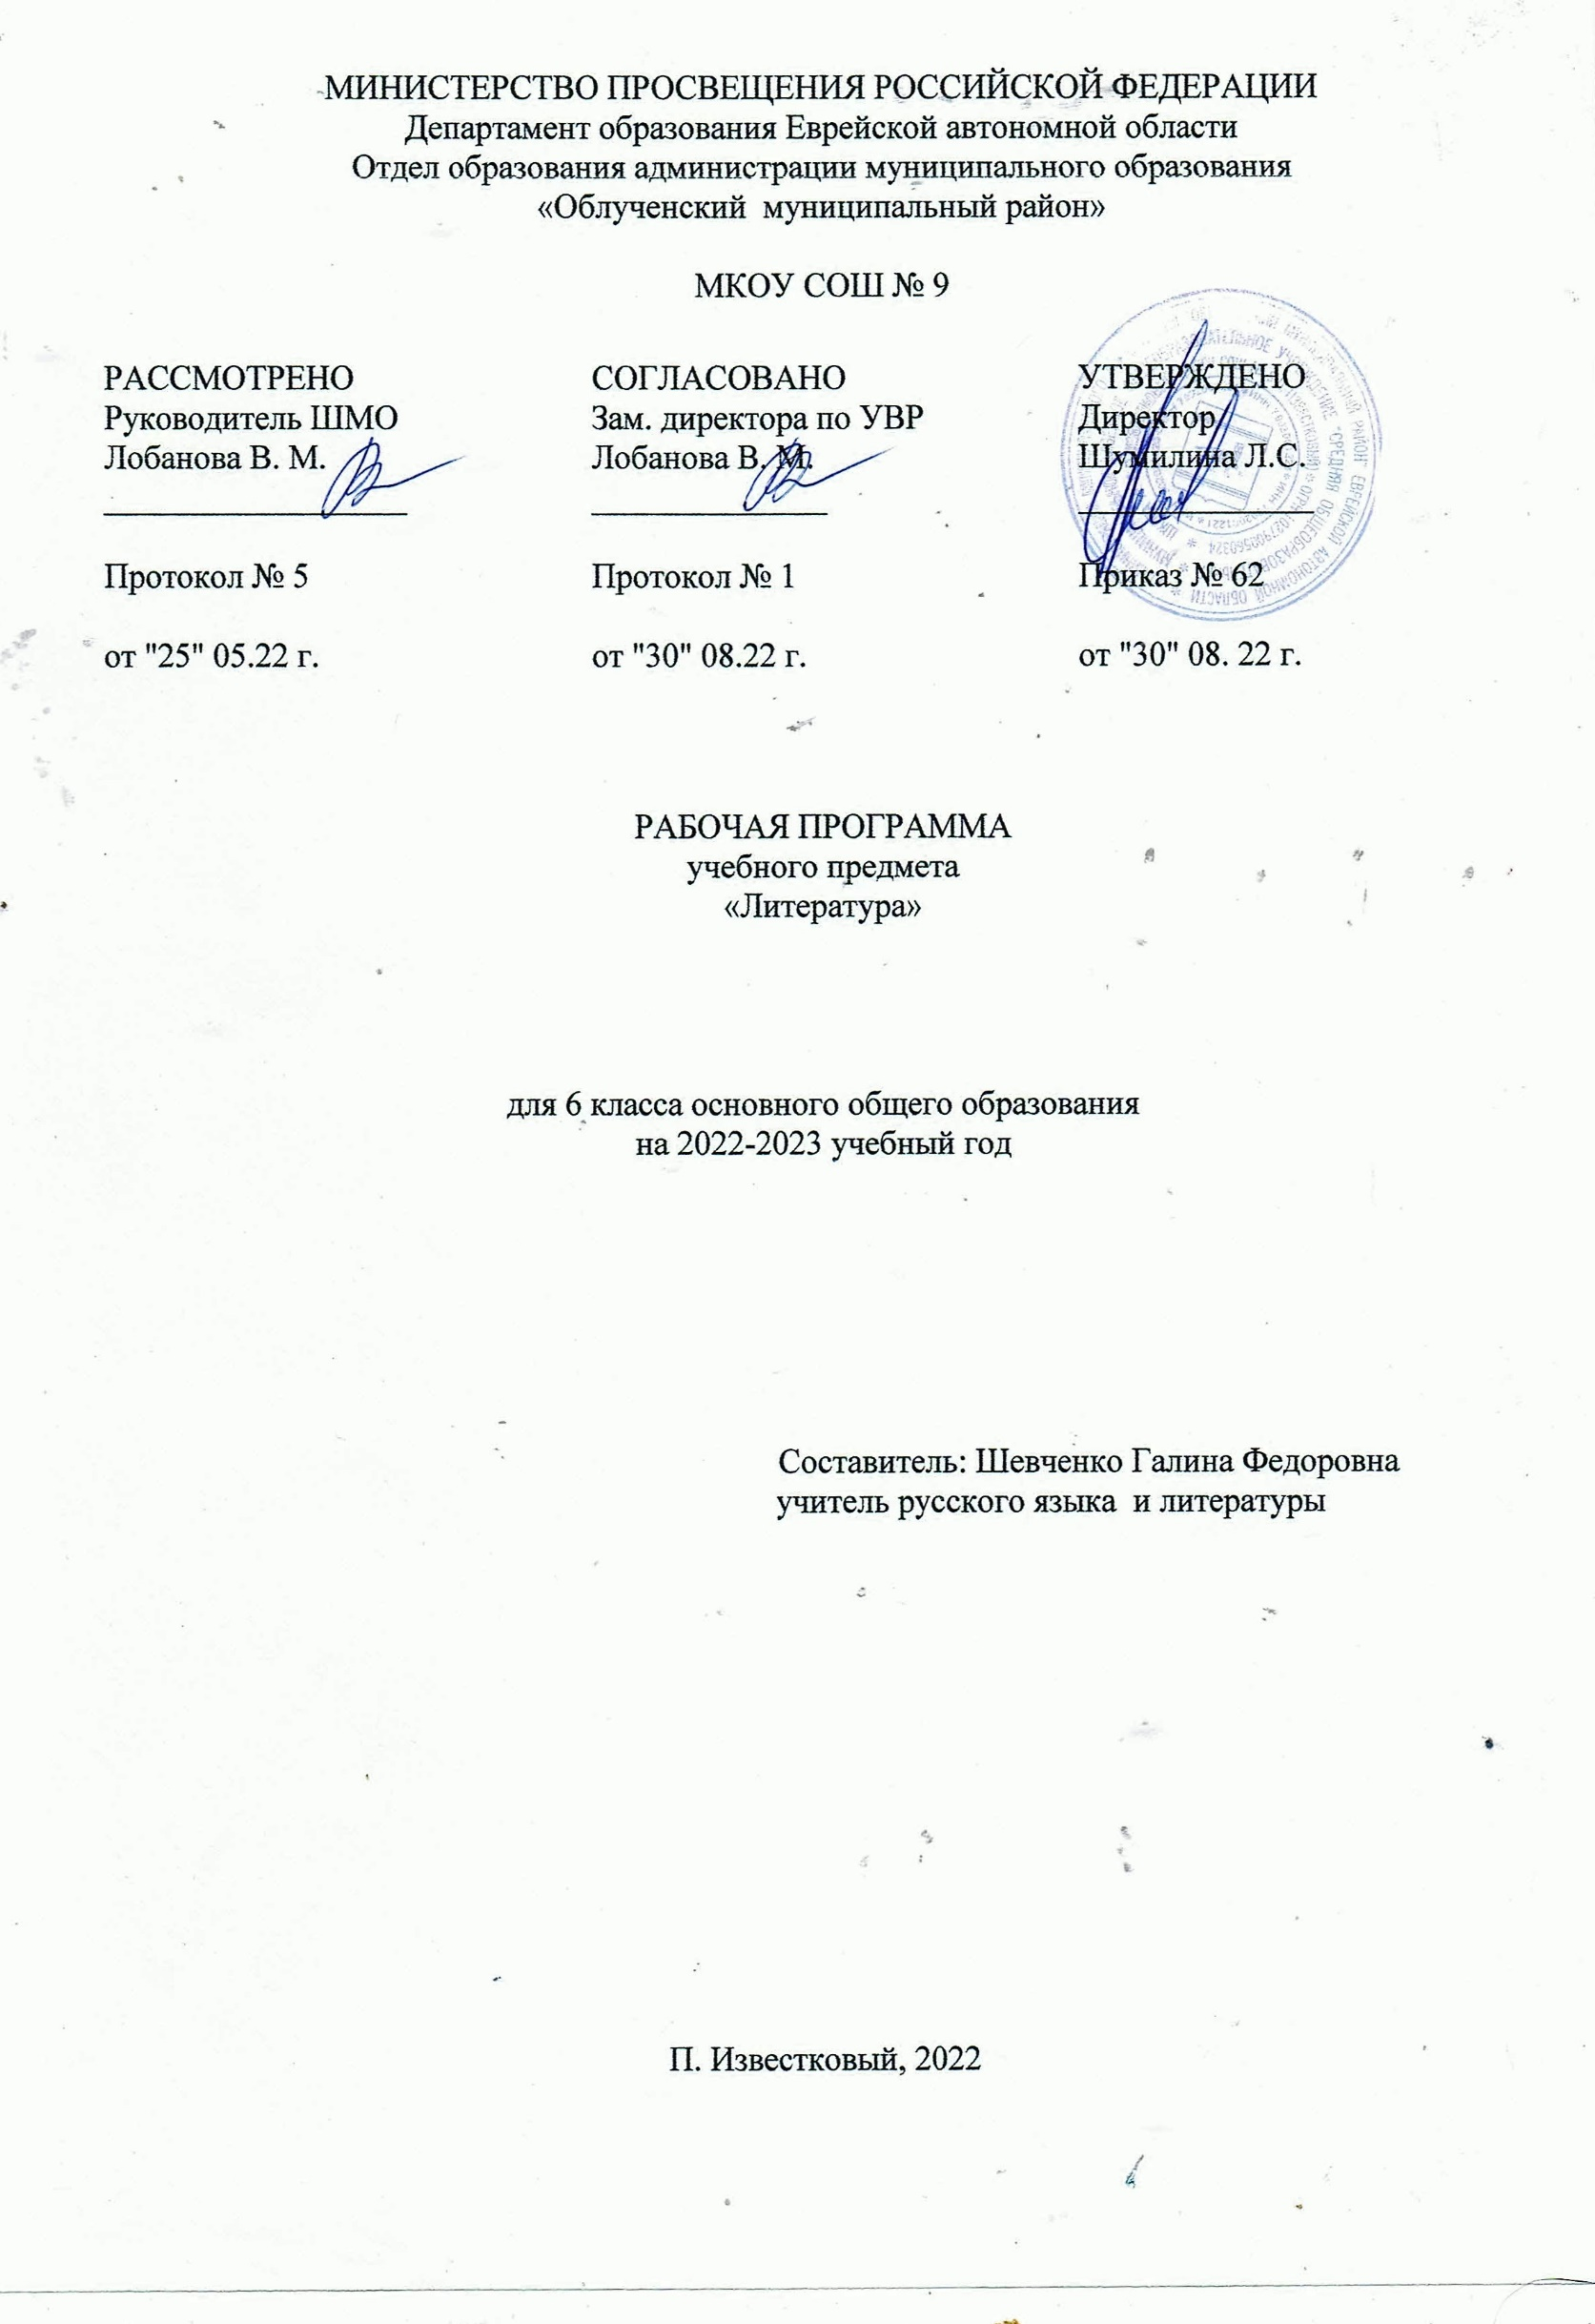 МИНИСТЕРСТВО ПРОСВЕЩЕНИЯ РОССИЙСКОЙ ФЕДЕРАЦИИ
Департамент образования Еврейской автономной области
Отдел образования администрации муниципального образования
«Облученский муниципальный район»
МКОУ СОШ № 9
РАССМОТРЕНО
Руководитель ШМО
Лобанова В. М.
Протокол № 5
от "25" 05.22 г.
СОГЛАСОВАНО
Зам. директора по УВР
Лобанова В. М.
Протокол № 1
от "30" 08.22 г.
УТВЕРЖДЕНО
Директор
Шумилина Л.С.
Приказ № 62
от "30" 08. 22 г.
РАБОЧАЯ ПРОГРАММА
учебного предмета
«Литература»
для 6 класса основного общего образования
на 2022-2023 учебный год
Составитель: Шевченко Галина Федоровна
учитель русского языка и литературы
П. Известковый, 2022